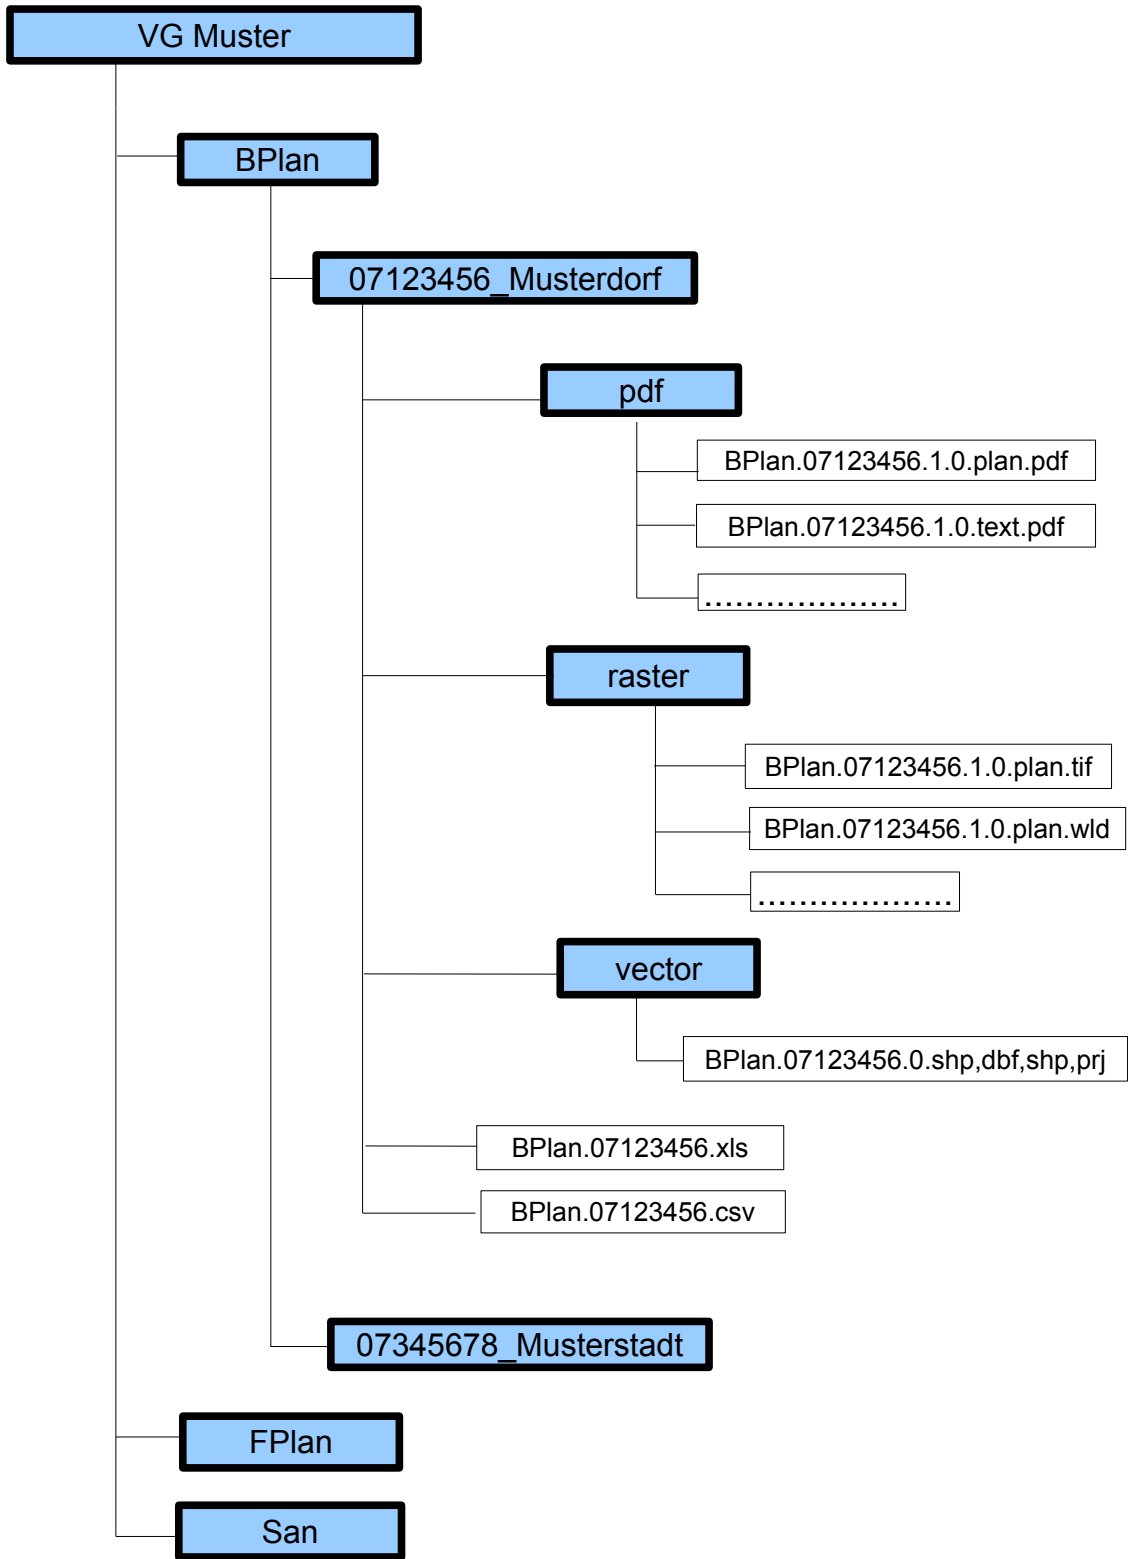 VG Muster
BPlan
07123456_Musterdorf
pdf
BPlan.07123456.1.0.plan.pdf
BPlan.07123456.1.0.text.pdf
...................
raster
BPlan.07123456.1.0.plan.tif
BPlan.07123456.1.0.plan.wld
...................
vector
BPlan.07123456.0.shp,dbf,shp,prj
BPlan.07123456.xls
BPlan.07123456.csv
07345678_Musterstadt
FPlan
San